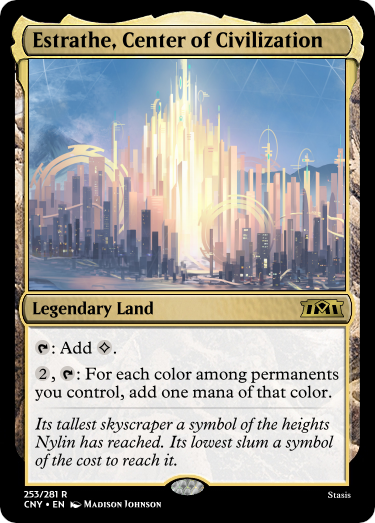 Estrathe, Center of Civilization
Legendary Land
: Add .
2, : For each color among permanents
you control, add one mana of that color.
Its tallest skyscraper a symbol of the heights
Nylin has reached. Its lowest slum a symbol
of the cost to reach it.
253/281 R
Stasis
CNY • EN Madison Johnson